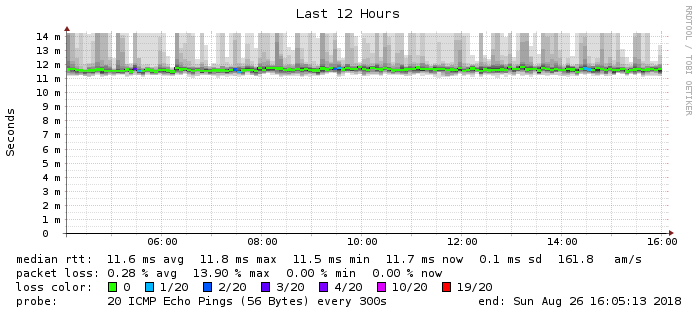 Last 12 Hours
RRDTOOL / TOBI OETIKER
Seconds
14 m
13 m
12 m
11 m
10 m
9 m
8 m
7 m
6 m
5 m
4 m
3 m
2 m
1 m
0
06:00 08:00 10:00 12:00 14:00 16:00
median rtt: 11.6 ms avg 11.8 ms max 11.5 ms min 11.7 ms now 0.1 ms sd 161.8 am/s
packet loss: 0.28 % avg 13.90 % max 0.00 % min 0.00 % now
loss color: 0 1/20 2/20 3/20 4/20 10/20 19/20
probe: 20 ICMP Echo Pings (56 Bytes) every 300s end: Sun Aug 26 16:05:13 2018